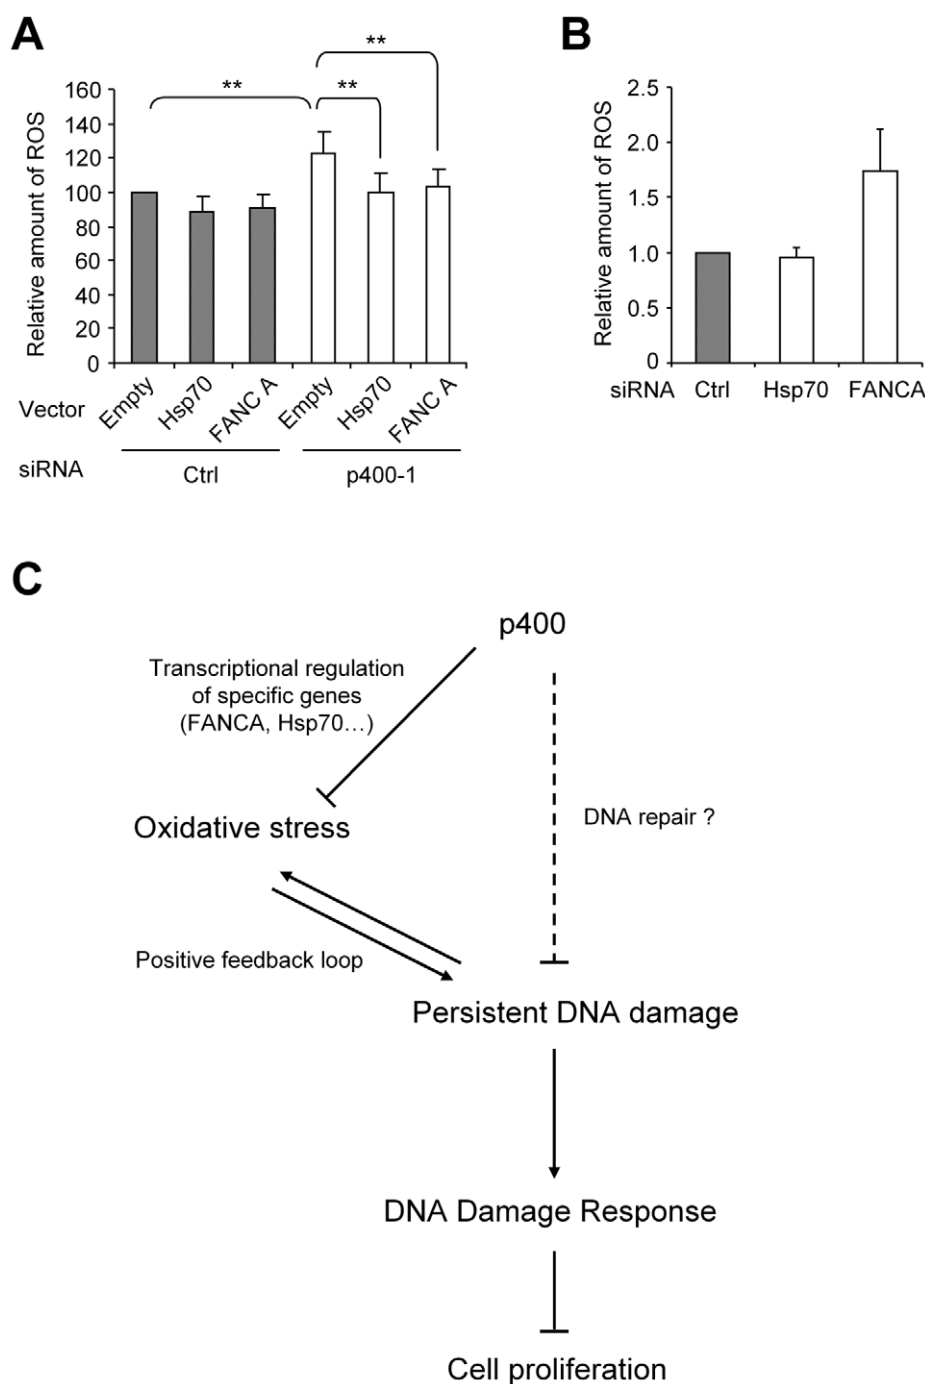 A
**
**
**
Relative amount of ROS
160
140
120
100
80
60
40
20
0
Vector
Empty
Hsp70
FANC A
Empty
Hsp70
FANC A
siRNA
Ctrl
p400-1
B
Relative amount of ROS
2.5
2.0
1.5
1.0
0.5
0
siRNA Ctrl Hsp70 FANCA
C
p400
Transcriptional regulation
of specific genes
(FANCA, Hsp70…)
Oxidative stress
DNA repair ?
Positive feedback loop
Persistent DNA damage
DNA Damage Response
Cell proliferation